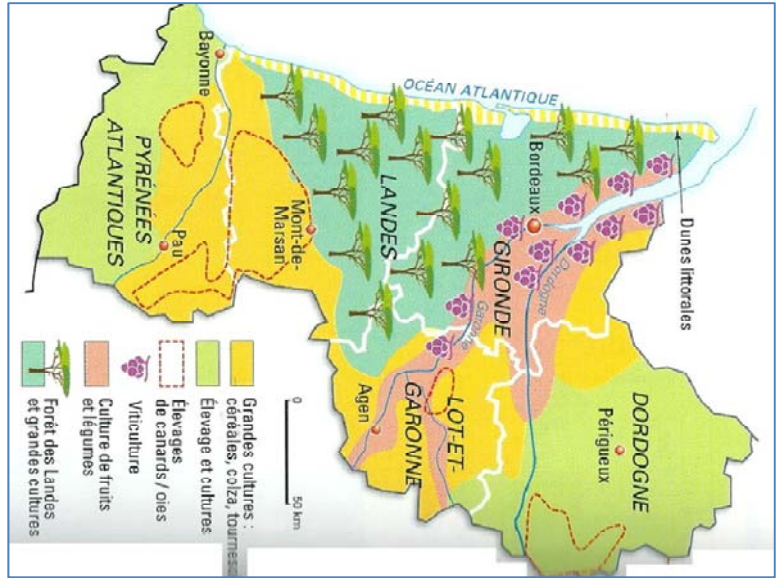 Dunes littorales
DORDOGNE
Périgueux
OCÉAN ATLANTIQUE
Bordeaux
Dordogne
GIRONDE
Garonne
LOT-ET-
GARONNE
Agen
LANDES
Mont-de-
Marsan
Bayonne
Pau
PYRÉNÉES
ATLANTIQUES
0
50 km
Grandes cultures :
céréales, colza, tourneso
Élevage et cultures
Élevages
de canards / oies
Viticulture
Culture de fruits
et légumes
Forêt des Landes
et grandes cultures